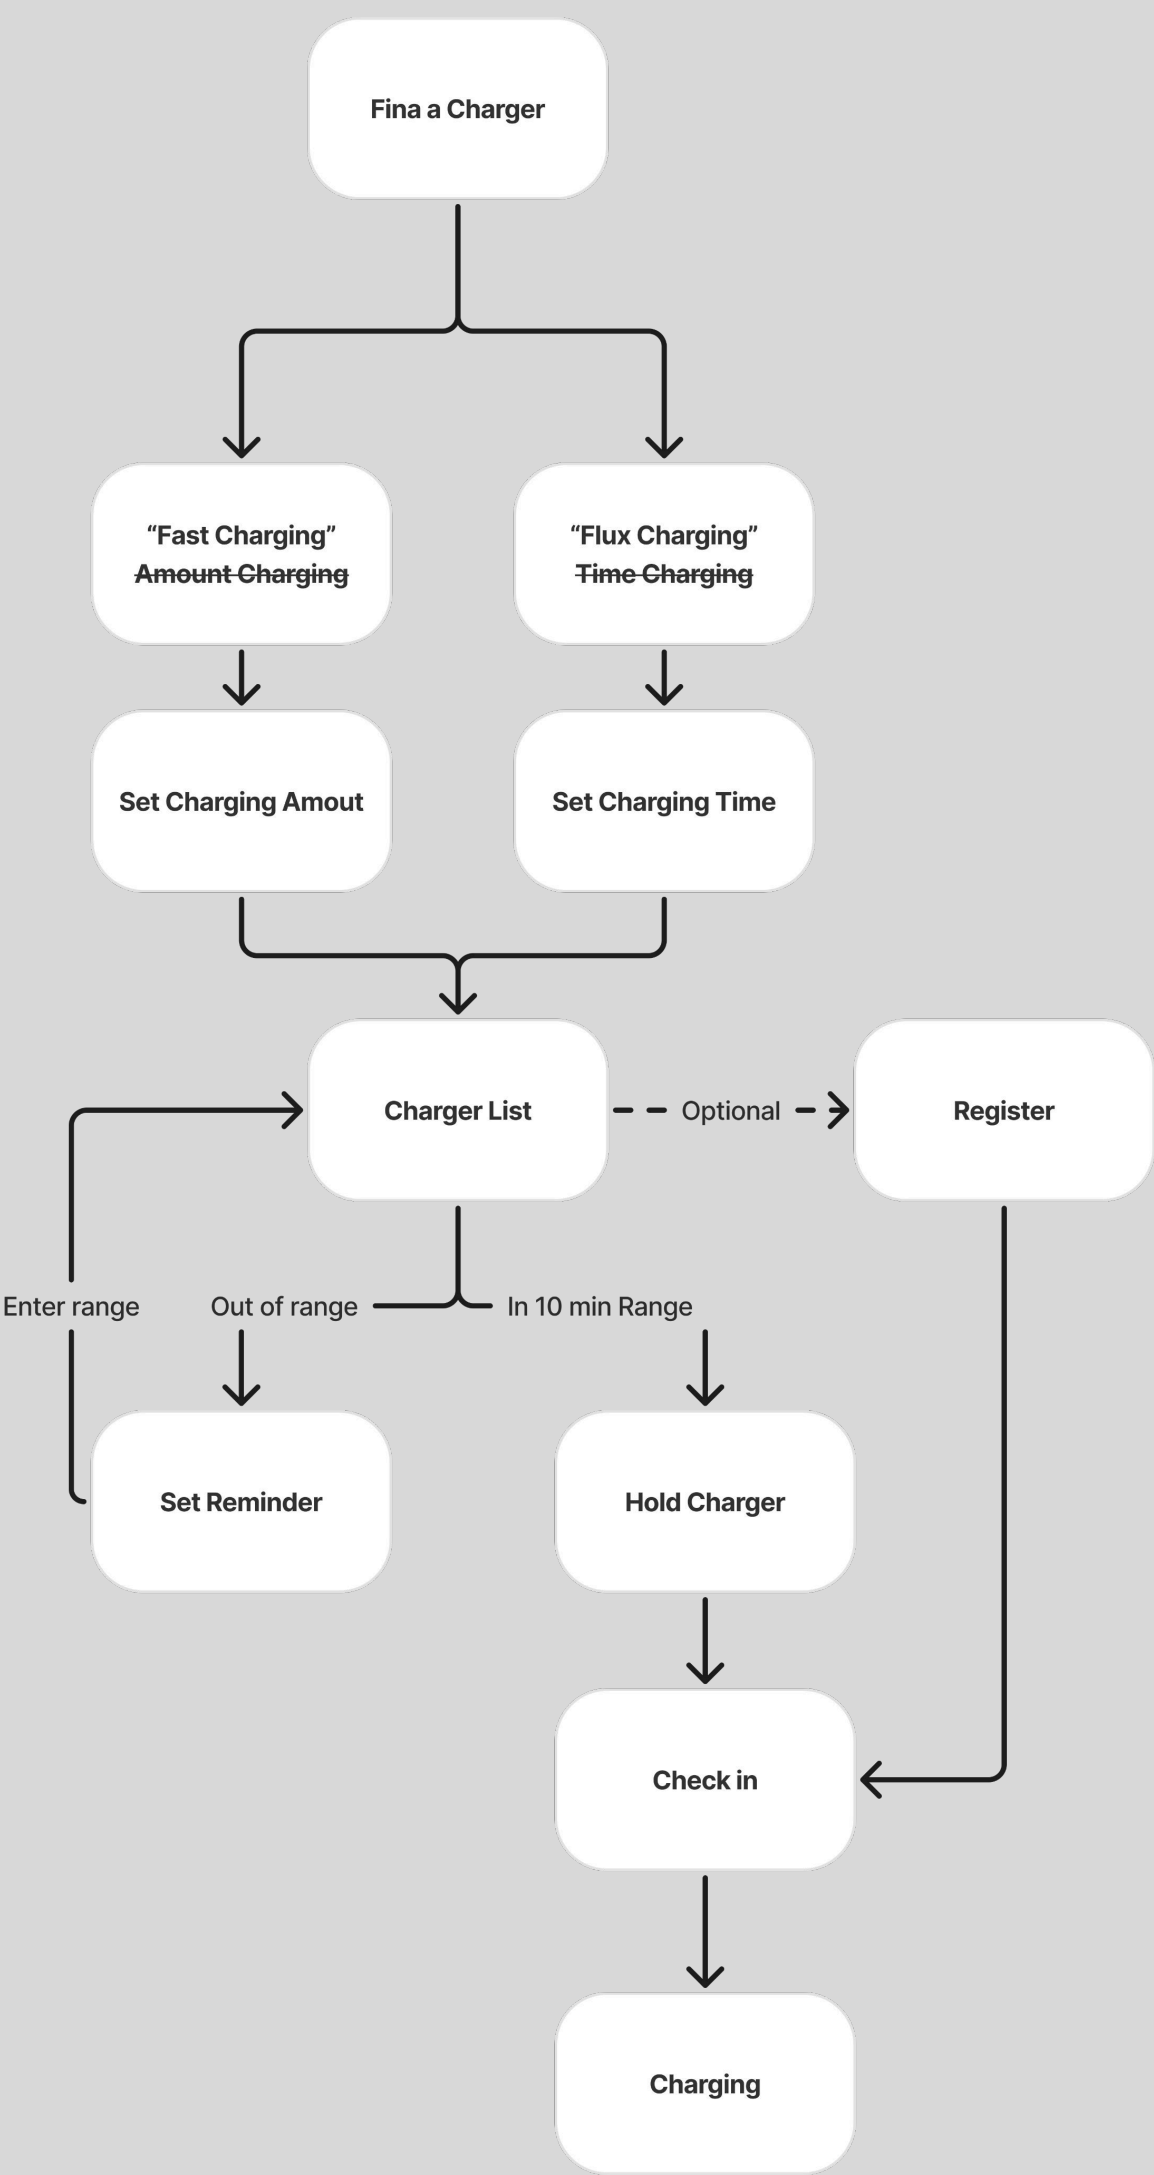 Fina a Charger
“Fast Charging”
Amount Charging
“Flux Charging”
Time Charging
Set Charging Amout
Set Charging Time
Charger List
Optional
Register
Enter range
Out of range
In 10 min Range
Set Reminder
Hold Charger
Check in
Charging